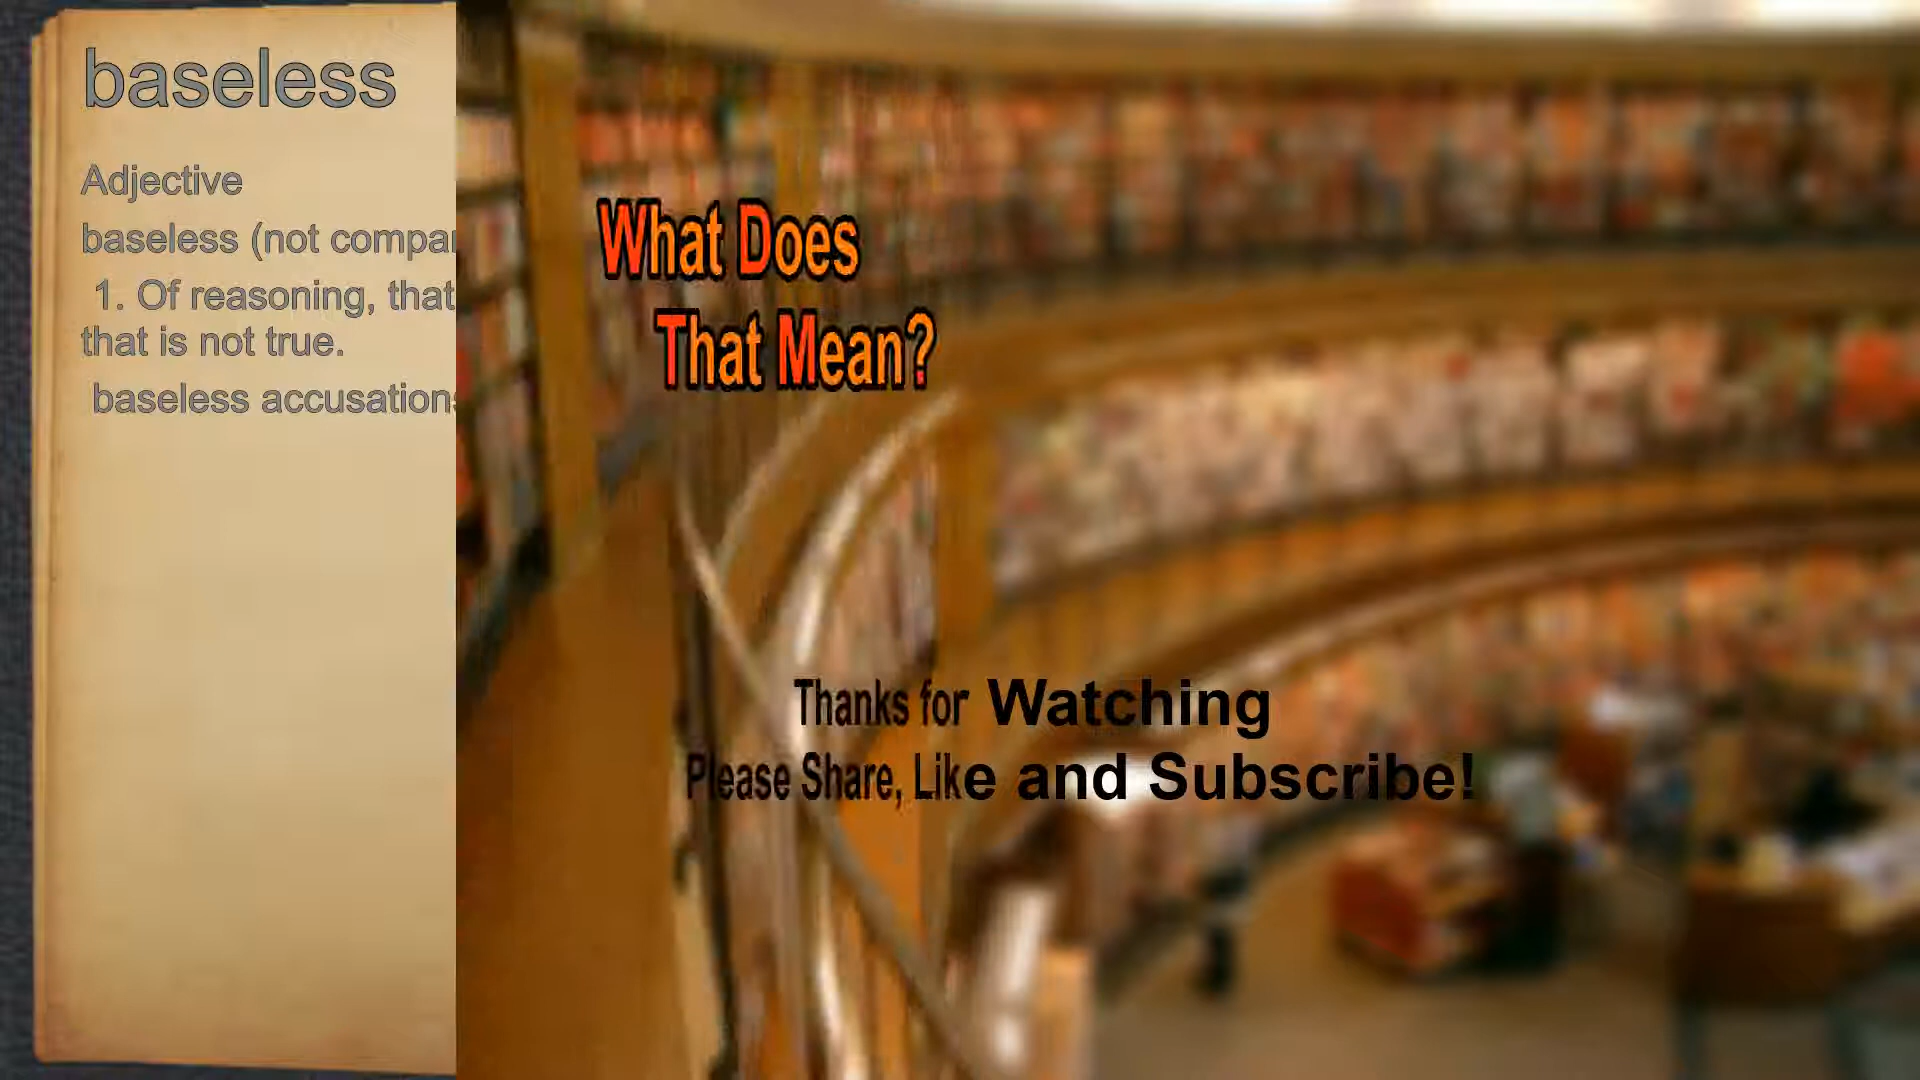 baseless
Adjective
baseless (not compar
1. Of reasoning, that
that is not true.
baseless accusations
What Does
That Mean?
Thanks for Watching
Please Share, Like and Subscribe!